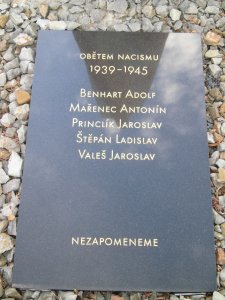 OBĚTEM NACISMU
1939–1945
BENHART ADOLF
MAŘENEC ANTONÍN
PRINCLÍK JAROSLAV
ŠTĚPÁN LADISLAV
VALEŠ JAROSLAV
NEZAPOMENEME